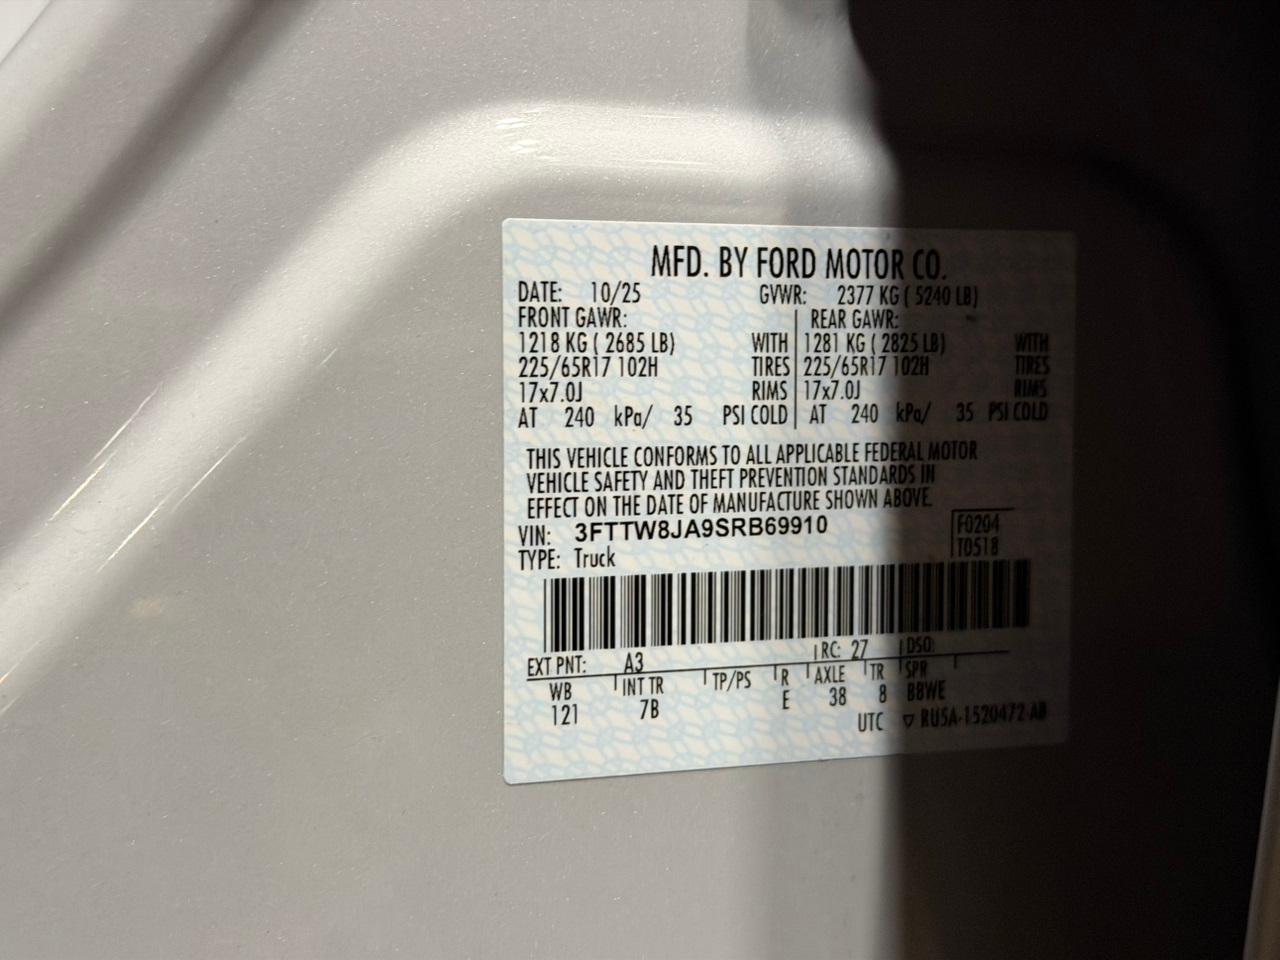 MFD. BY FORD MOTOR CO.
DATE: 10/25 GVWR: 2377 KG ( 5240 LB)
FRONT GAWR: REAR GAWR:
1218 KG ( 2685 LB) WITH 1281 KG ( 2825 LB) WITH
225/65R17 102H TIRES 225/65R17 102H TIRES
17x7.0J RIMS 17x7.0J RIMS
AT 240 kPa/ 35 PSI COLD AT 240 kPa/ 35 PSI COLD
THIS VEHICLE CONFORMS TO ALL APPLICABLE FEDERAL MOTOR
VEHICLE SAFETY AND THEFT PREVENTION STANDARDS IN
EFFECT ON THE DATE OF MANUFACTURE SHOWN ABOVE.
VIN: 3FTTW8JA9SRB69910 F0204
TYPE: Truck T0518
EXT PNT: A3 RC: 27 DSO:
WB INT TR TP/PS R AXLE TR SPR
121 7B E 38 8 BBWE
UTC ▽ RU5A-1520472-AB